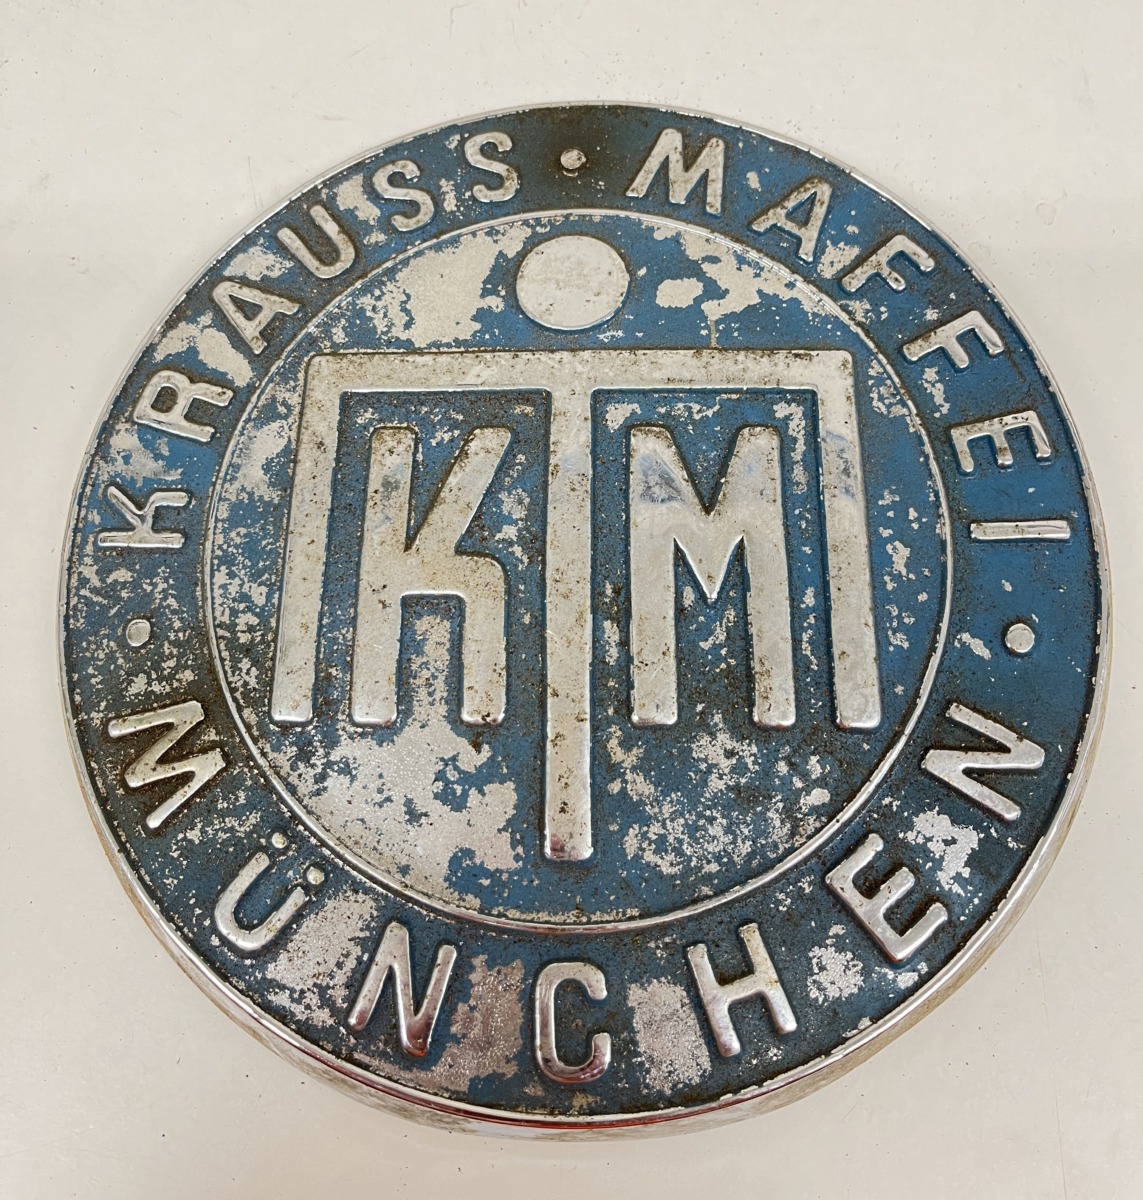 KRAUSS · MAFFEI
· MÜNCHEN ·
KM